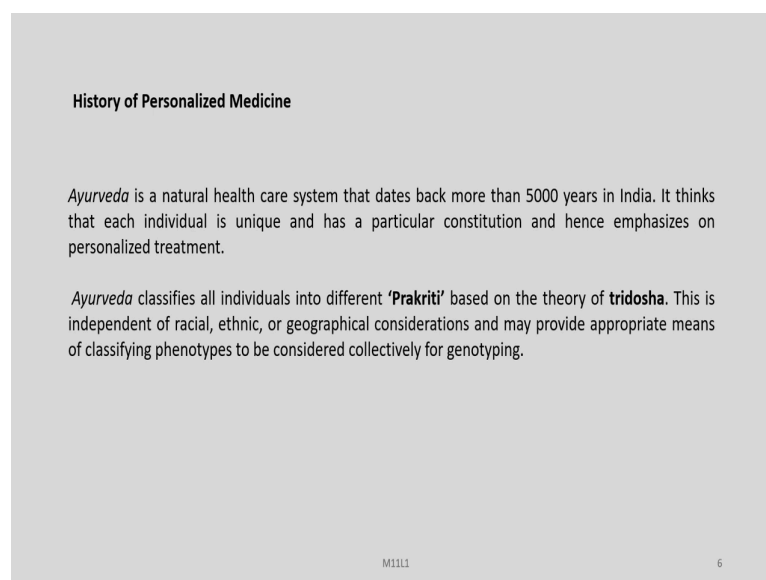 History of Personalized Medicine
Ayurveda is a natural health care system that dates back more than 5000 years in India. It thinks
that each individual is unique and has a particular constitution and hence emphasizes on
personalized treatment.
Ayurveda classifies all individuals into different ‘Prakriti’ based on the theory of tridosha. This is
independent of racial, ethnic, or geographical considerations and may provide appropriate means
of classifying phenotypes to be considered collectively for genotyping.
M11L1
6